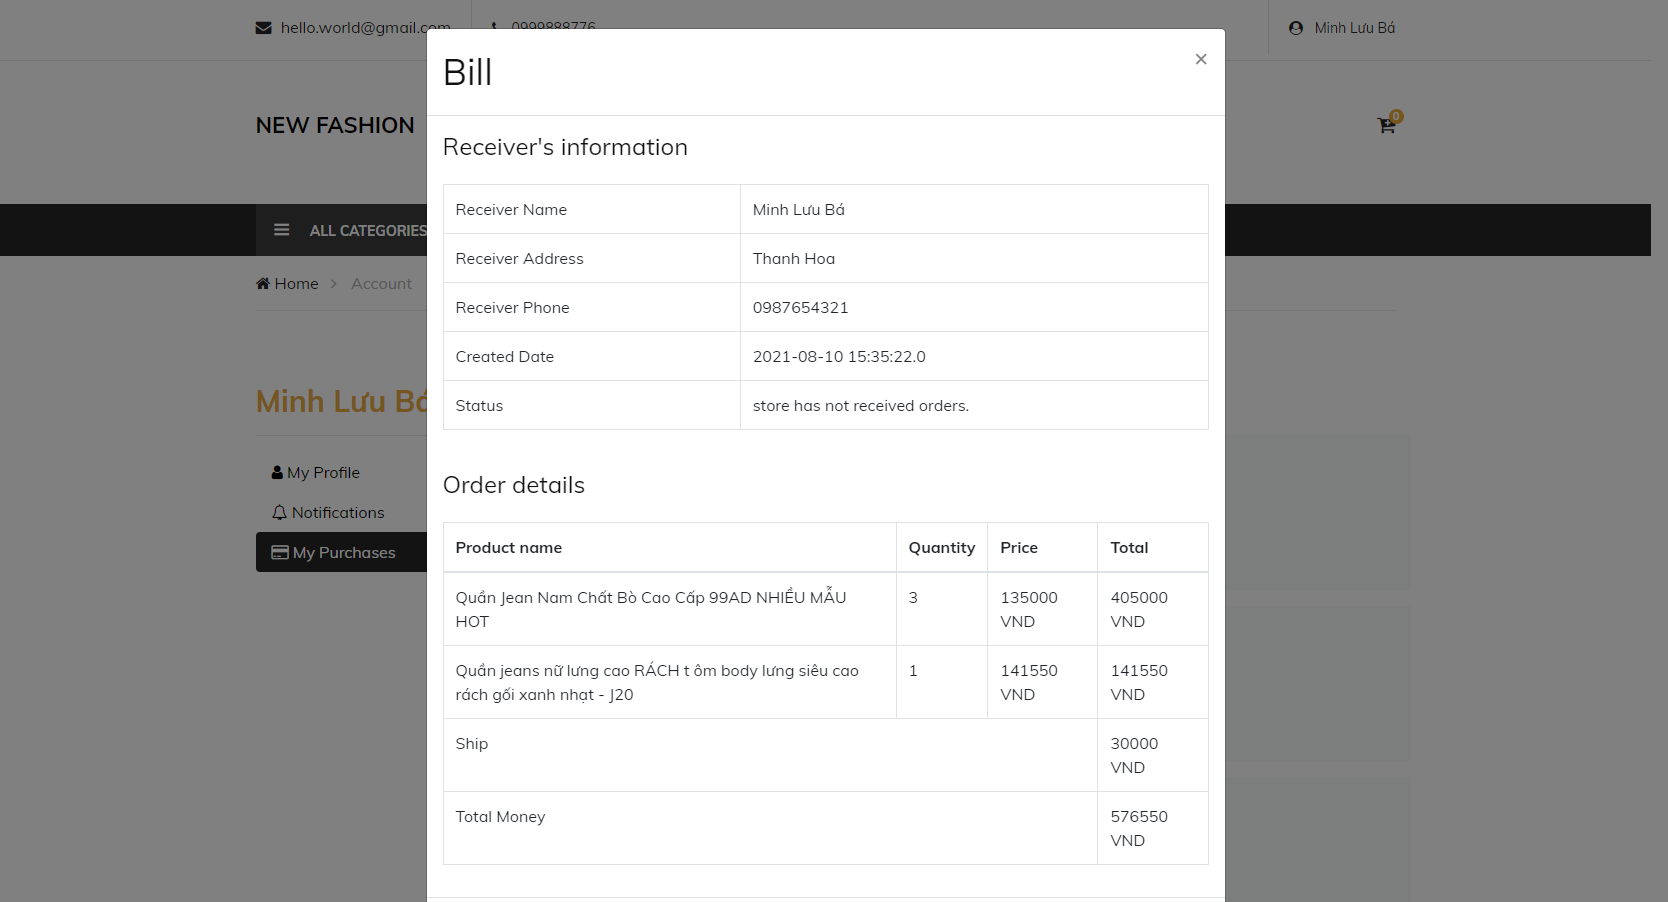 hello.world@gmail.com
0999888776
Minh Lưu Bá
Bill
×
NEW FASHION
0
Receiver's information
Receiver Name
Minh Lưu Bá
ALL CATEGORIES
Receiver Address
Thanh Hoa
Home
Account
Receiver Phone
0987654321
Created Date
2021-08-10 15:35:22.0
Minh Lưu Bá
Status
store has not received orders.
My Profile
Notifications
My Purchases
Order details
Product name
Quantity
Price
Total
Quần Jean Nam Chất Bò Cao Cấp 99AD NHIỀU MẪU
HOT
3
135000
VND
405000
VND
Quần jeans nữ lưng cao RÁCH t ôm body lưng siêu cao
rách gối xanh nhạt - J20
1
141550
VND
141550
VND
Ship
30000
VND
Total Money
576550
VND